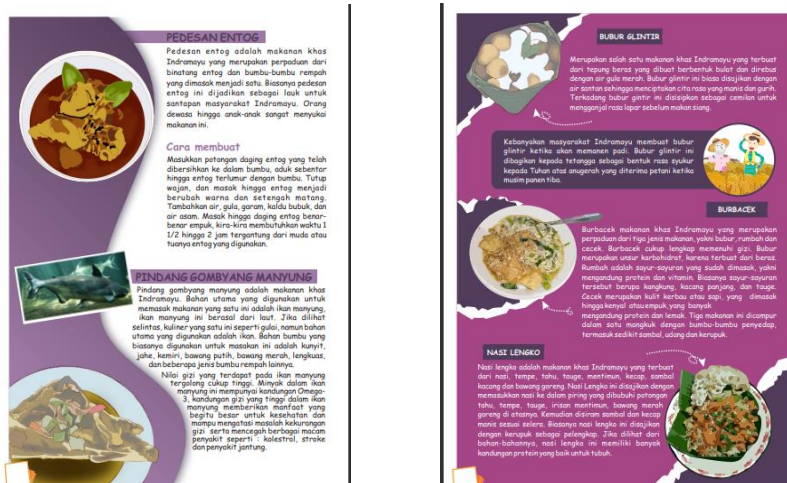 PEDESAN ENTOG
Pedesan entog adalah makanan khas
Indramayu yang merupakan perpaduan dari
binatang entog dan bumbu-bumbu rempah
yang dimasak menjadi satu. Biasanya pedesan
entog ini dijadikan sebagai lauk untuk
santapan masyarakat Indramayu. Orang
dewasa hingga anak-anak sangat menyukai
makanan ini.
Cara membuat
Masukkan potongan daging entog yang telah
dibersihkan ke dalam bumbu, aduk sebentar
hingga entog terlumur dengan bumbu. Tutup
wajan, dan masak hingga entog menjadi
berubah warna dan setengah matang.
Tambahkan air, gula, garam, kaldu bubuk, dan
air asam. Masak hingga daging entog benar-
benar empuk, kira-kira membutuhkan waktu 1
1/2 hingga 2 jam tergantung dari muda atau
tuanya entog yang digunakan.
PINDANG GOMBYANG MANYUNG
Pindang gombyang manyung adalah makanan khas
Indramayu. Bahan utama yang digunakan untuk
memasak makanan yang satu ini adalah ikan manyung,
ikan manyung ini berasal dari laut. Jika dilihat
selintas, kuliner yang satu ini seperti gulai, namun bahan
utama yang digunakan adalah ikan. Bahan bumbu yang
biasanya digunakan untuk masakan ini adalah kunyit,
jahe, kemiri, bawang putih, bawang merah, lengkuas,
dan beberapa jenis bumbu rempah lainnya.
Nilai gizi yang terdapat pada ikan manyung
tergolong cukup tinggi. Minyak dalam ikan
manyung ini mempunyai kandungan Omega-
3, kandungan gizi yang tinggi dalam ikan
manyung memberikan manfaat yang
begitu besar untuk kesehatan dan
mampu mengatasi masalah kekurangan
gizi serta mencegah berbagai macam
penyakit seperti : kolestrol, stroke
dan penyakit jantung.
BUBUR GLINTIR
Merupakan salah satu makanan khas Indramayu yang terbuat
dari tepung beras yang dibuat berbentuk bulat dan direbus
dengan air gula merah. Bubur glintir ini biasa disajikan dengan
air santan sehingga menciptakan cita rasa yang manis dan gurih.
Terkadang bubur gintir ini disisipkan sebagai cemilan untuk
mengganjal rasa lapar sebelum makan siang.
Kebanyakan masyarakat Indramayu membuat bubur
glintir ketika akan memanen padi. Bubur glintir ini
dibagikan kepada tetangga sebagai bentuk rasa syukur
kepada Tuhan atas anugerah yang diterima petani ketika
musim panen tiba.
BURBACEK
Burbacek makanan khas Indramayu yang merupakan
perpaduan dari tiga jenis makanan, yakni bubur, rumbah dan
cecek. Burbacek cukup lengkap memenuhi gizi. Bubur
merupakan unsur karbohidrat, karena terbuat dari beras.
Rumbah adalah sayur-sayuran yang sudah dimasak, yakni
mengandung protein dan vitamin. Biasanya sayur-sayuran
tersebut berupa kangkung, kacang panjang, dan tauge.
Cecek merupakan kulit kerbau atau sapi, yang dimasak
hingga kenyal atau empuk, yang banyak
mengandung protein dan lemak. Tiga makanan ini dicampur
dalam satu mangkuk dengan bumbu-bumbu penyedap,
termasuk sedikit sambal, udang dan kerupuk.
NASI LENGKO
Nasi lengko adalah makanan khas Indramayu yang terbuat
dari nasi, tempe, tahu, tauge, mentimun, kecap, sambal
kacang dan bawang goreng. Nasi Lengko ini disajikan dengan
memasukkan nasi ke dalam piring yang dibubuhi potongan
tahu, tempe, tauge, irisan mentimun, bawang merah
goreng di atasnya. Kemudian disiram sambal dan kecap
manis sesuai selera. Biasanya nasi lengko ini disajikan
dengan kerupuk sebagai pelengkap. Jika dilihat dari
bahan-bahannya, nasi lengko ini memiliki banyak
kandungan protein yang baik untuk tubuh.